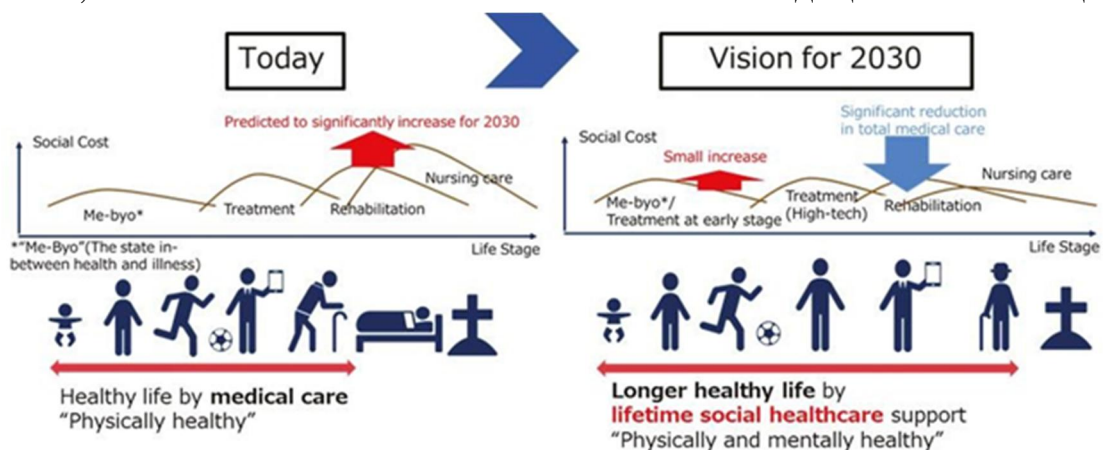 Today
Vision for 2030
Predicted to significantly increase for 2030
Social Cost
Nursing care
Me-byo*
Treatment
Rehabilitation
*"Me-Byo"(The state in-
between health and illness)
Life Stage
Healthy life by medical care
“Physically healthy”
Significant reduction
in total medical care
Social Cost
Small increase
Nursing care
Me-byo*/
Treatment at early stage
Treatment
(High-tech)
Rehabilitation
Life Stage
Longer healthy life by
lifetime social healthcare support
“Physically and mentally healthy”